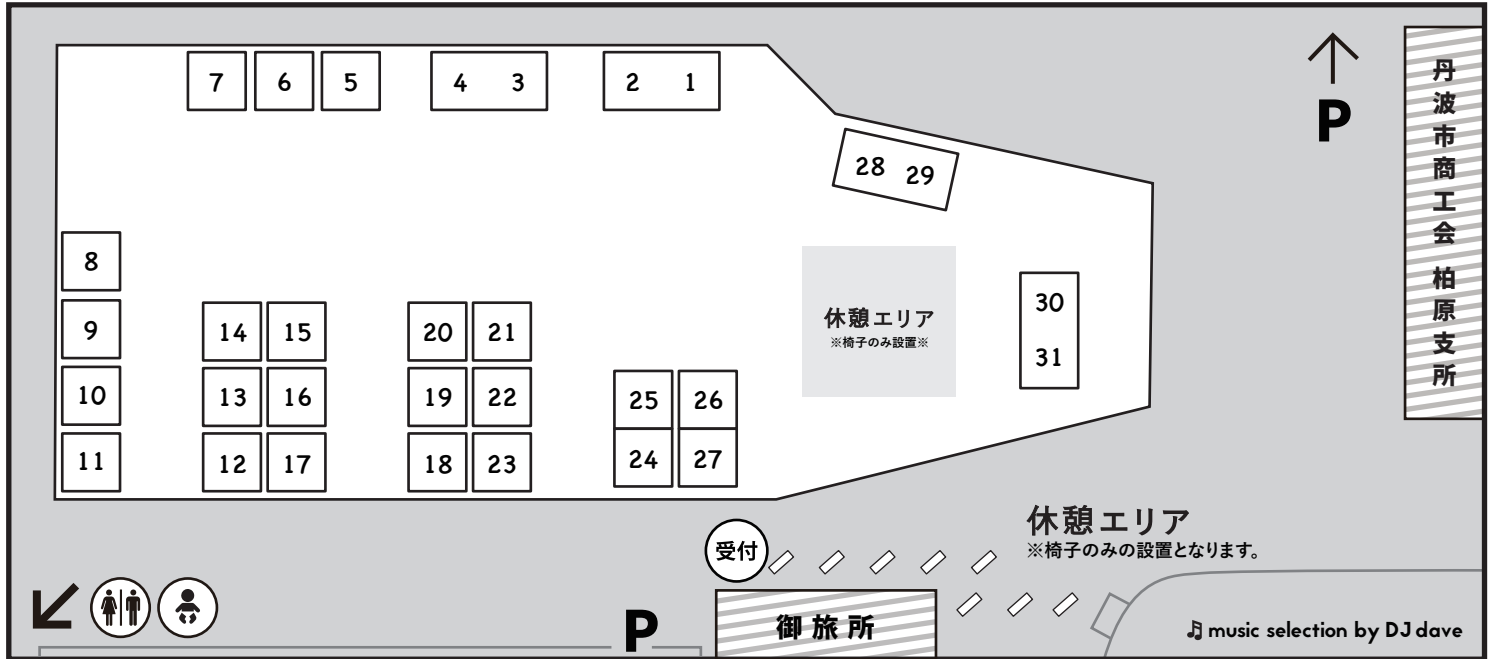 7 6 5 4 3 2 1
28 29
P
丹波市商工会 柏原支所
8
9
10
11
14 15
13 16
12 17
20 21
19 22
18 23
25 26
24 27
休憩エリア
※椅子のみ設置※
30
31
受付
休憩エリア
※椅子のみの設置となります。
P
御旅所
music selection by DJ dave